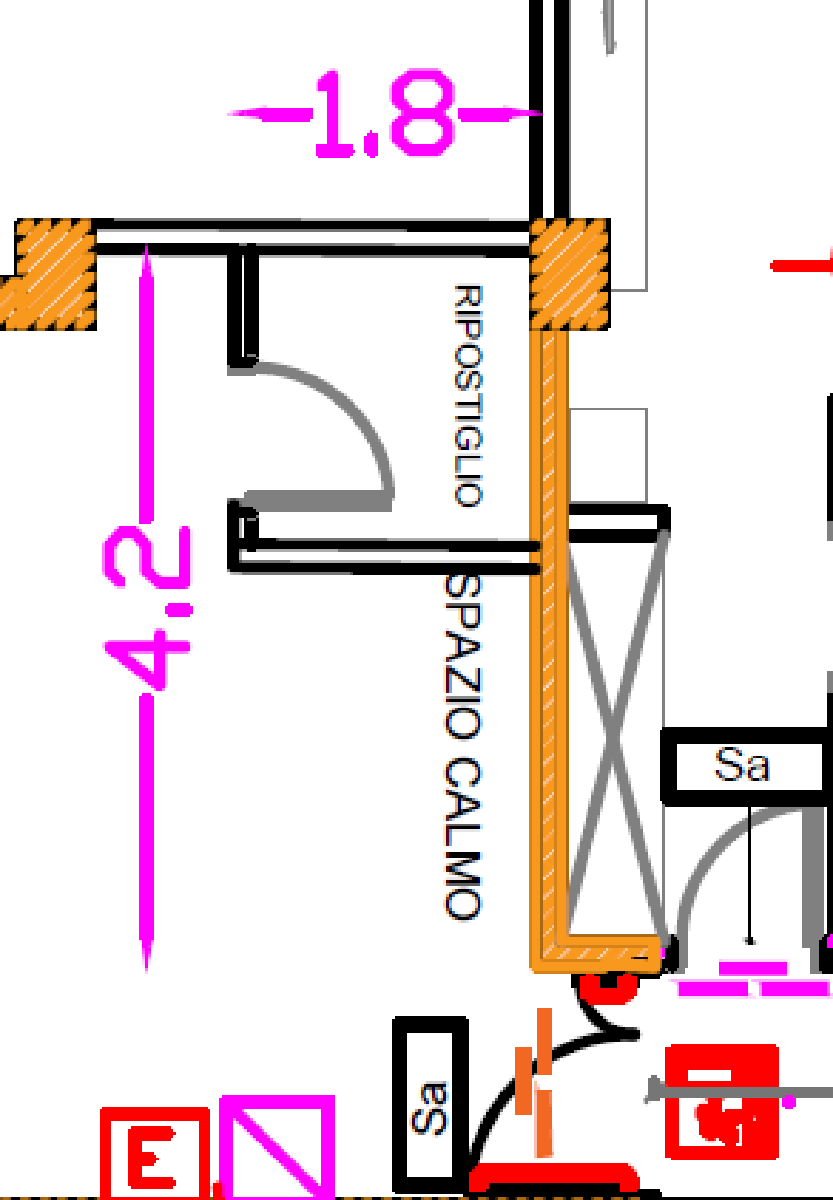 1.8
RIPOSTIGLIO
4.2
SPAZIO CALMO
Sa
Sa
E